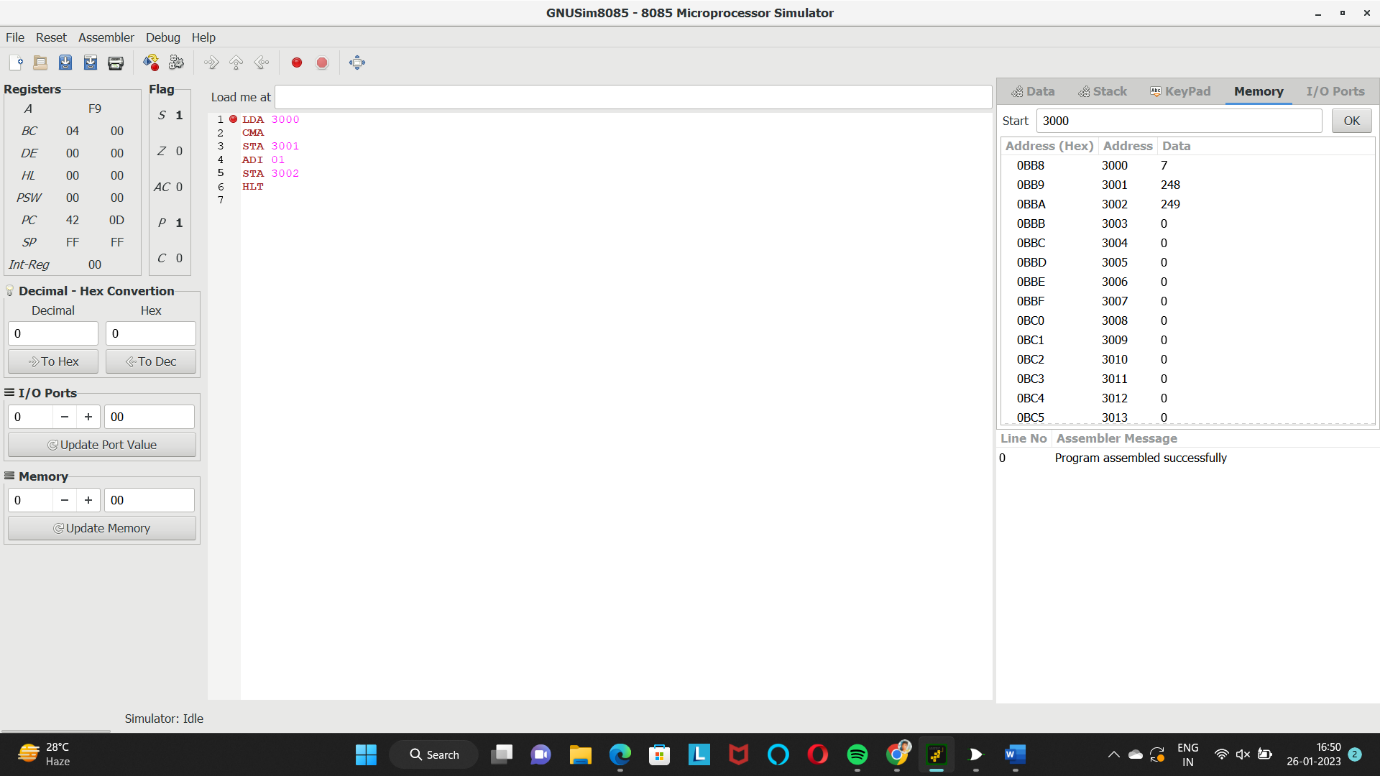 GNUSim8085 - 8085 Microprocessor Simulator
File Reset Assembler Debug Help
Registers
A F9
BC 04 00
DE 00 00
HL 00 00
PSW 00 00
PC 42 0D
SP FF FF
Int-Reg 00
Flag
S 1
Z 0
AC 0
P 1
C 0
Decimal - Hex Convertion
Decimal Hex
0 0
To Hex To Dec
I/O Ports
0 − + 00
Update Port Value
Memory
0 − + 00
Update Memory
Load me at
1 LDA 3000
2 CMA
3 STA 3001
4 ADI 01
5 STA 3002
6 HLT
7
Data Stack Abc KeyPad Memory I/O Ports
Start 3000 OK
Address (Hex) Address Data
0BB8 3000 7
0BB9 3001 248
0BBA 3002 249
0BBB 3003 0
0BBC 3004 0
0BBD 3005 0
0BBE 3006 0
0BBF 3007 0
0BC0 3008 0
0BC1 3009 0
0BC2 3010 0
0BC3 3011 0
0BC4 3012 0
0BC5 3013 0
Line No Assembler Message
0 Program assembled successfully
Simulator: Idle
28°C
Haze
Search
L
W
ENG
IN
16:50
26-01-2023
2